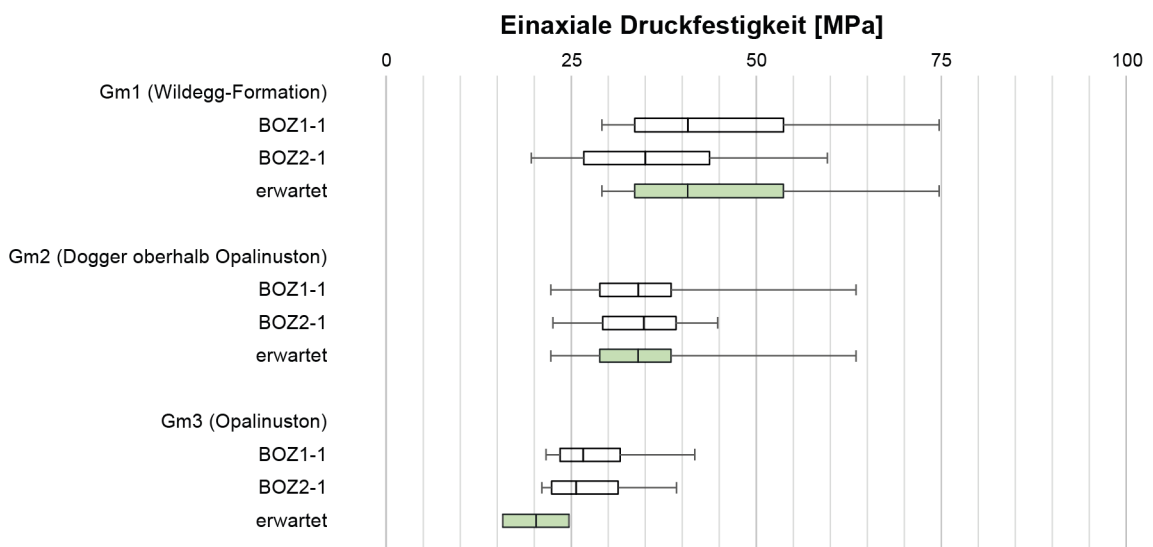 Einaxiale Druckfestigkeit [MPa]
0 25 50 75 100
Gm1 (Wildegg-Formation)
BOZ1-1
BOZ2-1
erwartet
Gm2 (Dogger oberhalb Opalinuston)
BOZ1-1
BOZ2-1
erwartet
Gm3 (Opalinuston)
BOZ1-1
BOZ2-1
erwartet